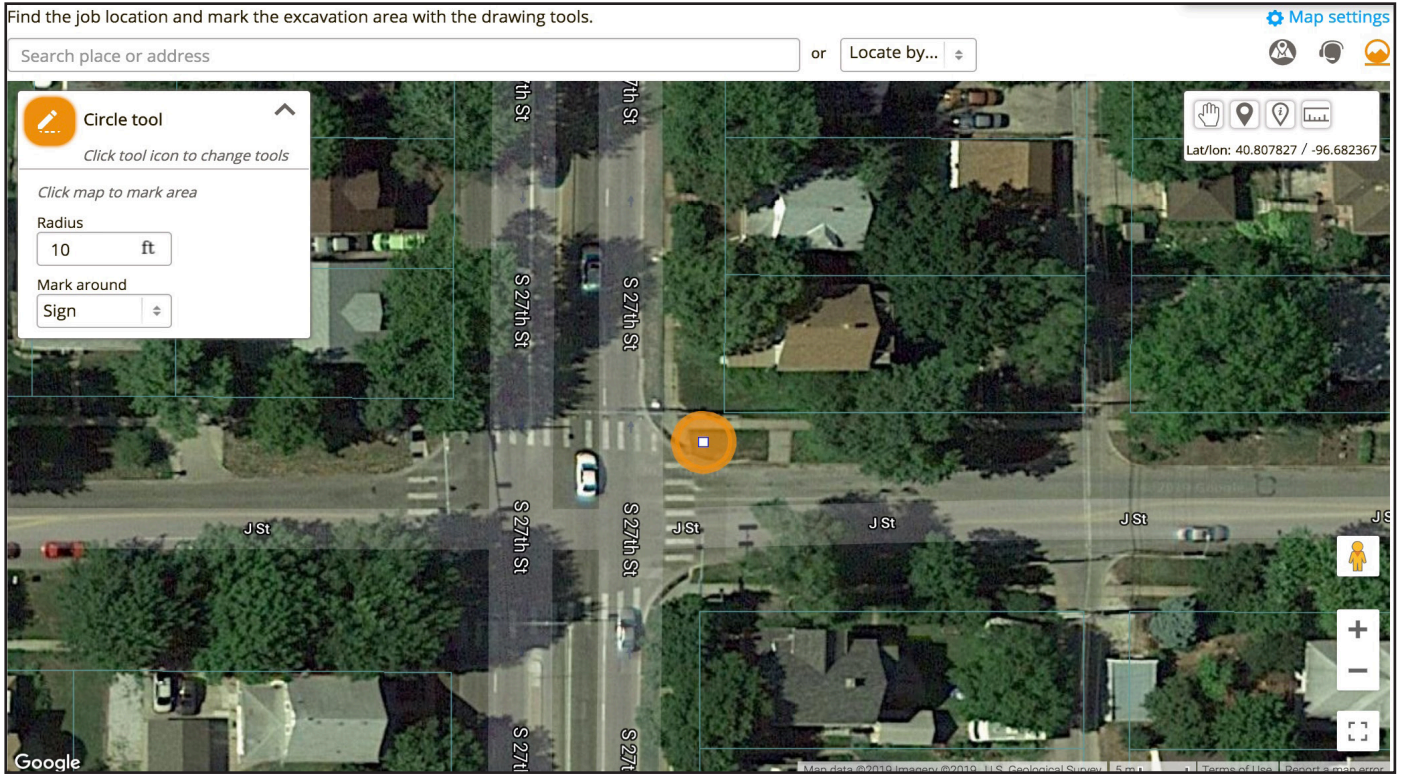 Find the job location and mark the excavation area with the drawing tools.
Map settings
Search place or address
or
Locate by...
Circle tool
Click tool icon to change tools
Click map to mark area
Radius
10 ft
Mark around
Sign
Lat/lon: 40.807827 / -96.682367
th St
7th St
S 27th St
S 27th St
S 27th St
S 27th St
J St
J St
J St
J St
J S
S 27t
S 27t
2019 Google
Google
Map data ©2019 Imagery ©2019 , U.S. Geological Survey
5 m
Terms of Use
Report a map error